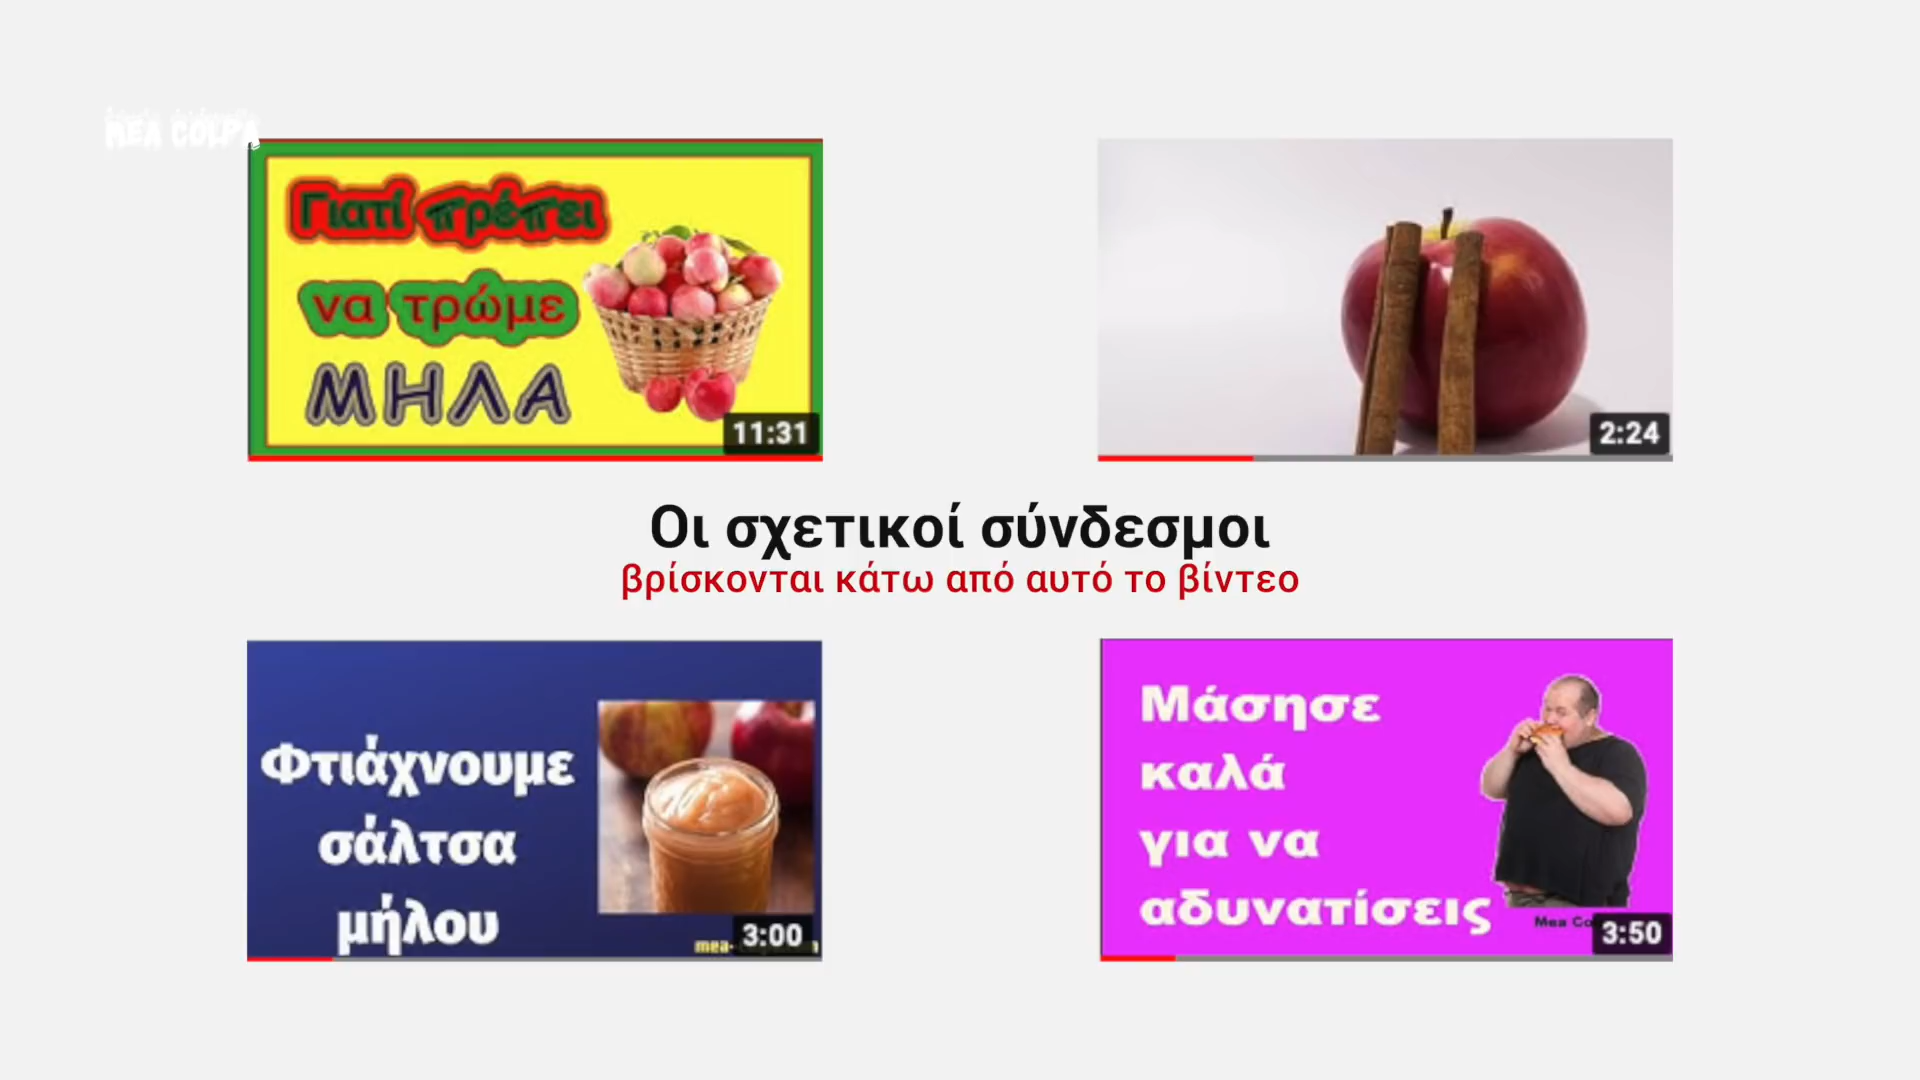 MEA COLPA
Γιατί πρέπει
να τρώμε
ΜΗΛΑ
11:31
2:24
Οι σχετικοί σύνδεσμοι
βρίσκονται κάτω από αυτό το βίντεο
Φτιάχνουμε
σάλτσα
μήλου
3:00
Μάσησε
καλά
για να
αδυνατίσεις
3:50